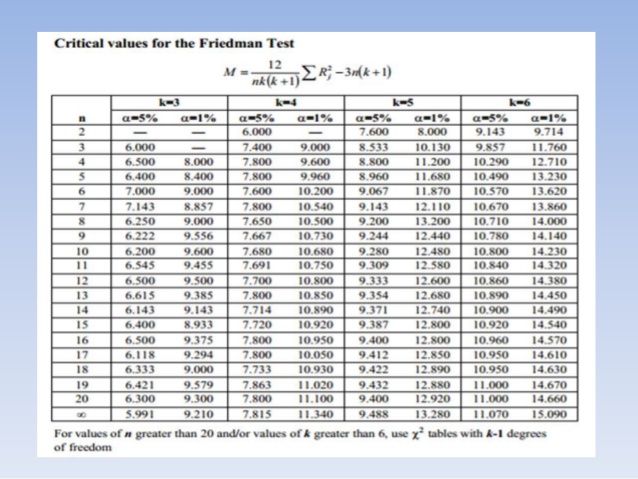 Critical values for the Friedman Test
M = 12/nk(k+1) ∑ R²j − 3n(k+1)
k=3 k=4 k=5 k=6
n α=5% α=1% α=5% α=1% α=5% α=1% α=5% α=1%
2 — — 6.000 — 7.600 8.000 9.143 9.714
3 6.000 — 7.400 9.000 8.533 10.130 9.857 11.760
4 6.500 8.000 7.800 9.600 8.800 11.200 10.290 12.710
5 6.400 8.400 7.800 9.960 8.960 11.680 10.490 13.230
6 7.000 9.000 7.600 10.200 9.067 11.870 10.570 13.620
7 7.143 8.857 7.800 10.540 9.143 12.110 10.670 13.860
8 6.250 9.000 7.650 10.500 9.200 13.200 10.710 14.000
9 6.222 9.556 7.667 10.730 9.244 12.440 10.780 14.140
10 6.200 9.600 7.680 10.680 9.280 12.480 10.800 14.230
11 6.545 9.455 7.691 10.750 9.309 12.580 10.840 14.320
12 6.500 9.500 7.700 10.800 9.333 12.600 10.860 14.380
13 6.615 9.385 7.800 10.850 9.354 12.680 10.890 14.450
14 6.143 9.143 7.714 10.890 9.371 12.740 10.900 14.490
15 6.400 8.933 7.720 10.920 9.387 12.800 10.920 14.540
16 6.500 9.375 7.800 10.950 9.400 12.800 10.960 14.570
17 6.118 9.294 7.800 10.050 9.412 12.850 10.950 14.610
18 6.333 9.000 7.733 10.930 9.422 12.890 10.950 14.630
19 6.421 9.579 7.863 11.020 9.432 12.880 11.000 14.670
20 6.300 9.300 7.800 11.100 9.400 12.920 11.000 14.660
∞ 5.991 9.210 7.815 11.340 9.488 13.280 11.070 15.090
For values of n greater than 20 and/or values of k greater than 6, use χ² tables with k-1 degrees
of freedom